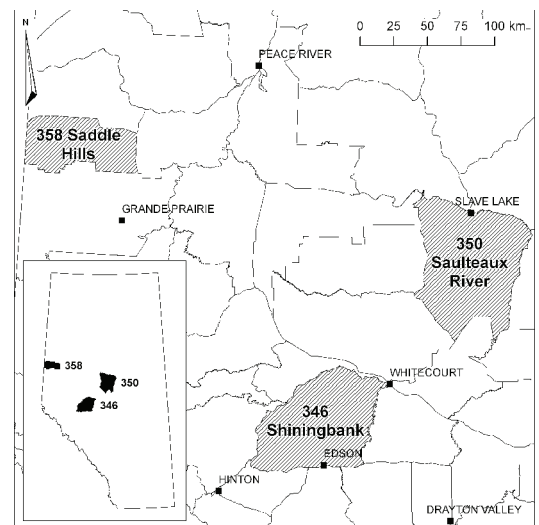 N
0 25 50 75 100 km
PEACE RIVER
358 Saddle
Hills
GRANDE PRAIRIE
SLAVE LAKE
350
Saulteaux
River
358
350
346
WHITECOURT
346
Shiningbank
EDSON
HINTON
DRAYTON VALLEY